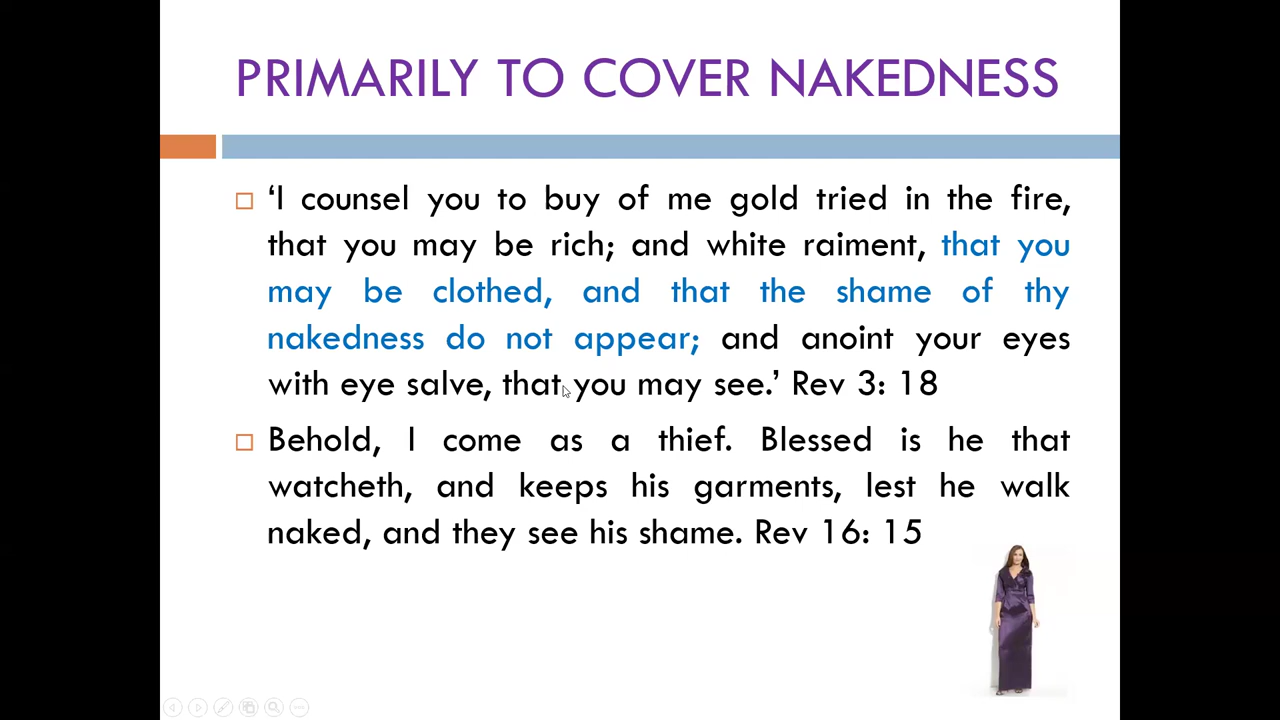 PRIMARILY TO COVER NAKEDNESS
‘I counsel you to buy of me gold tried in the fire,
that you may be rich; and white raiment, that you
may be clothed, and that the shame of thy
nakedness do not appear; and anoint your eyes
with eye salve, that you may see.’ Rev 3: 18
Behold, I come as a thief. Blessed is he that
watcheth, and keeps his garments, lest he walk
naked, and they see his shame. Rev 16: 15